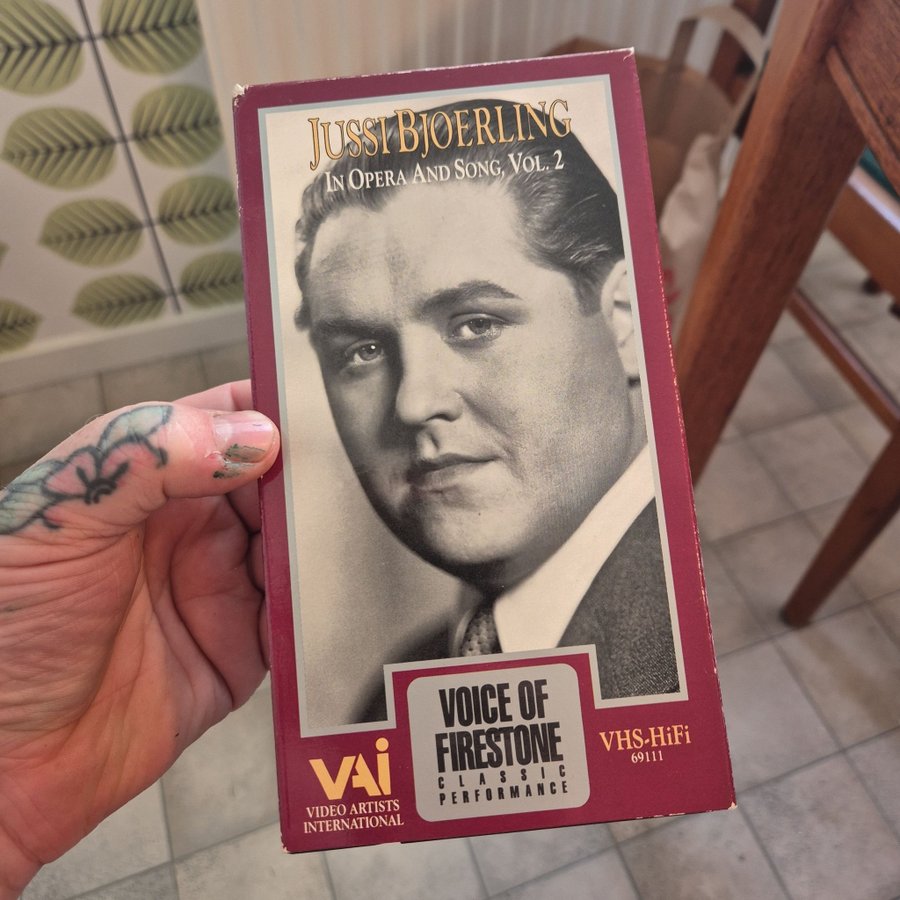 JUSSI BJOERLING
IN OPERA AND SONG, VOL. 2
VOICE OF
FIRESTONE
CLASSIC
PERFORMANCE
VAI
VIDEO ARTISTS
INTERNATIONAL
VHS-HiFi
69111